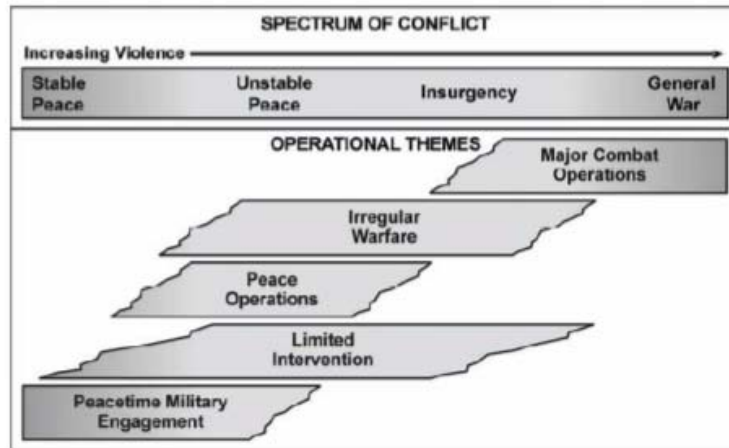 SPECTRUM OF CONFLICT
Increasing Violence
Stable Peace
Unstable Peace
Insurgency
General War
OPERATIONAL THEMES
Major Combat
Operations
Irregular
Warfare
Peace
Operations
Limited
Intervention
Peacetime Military
Engagement